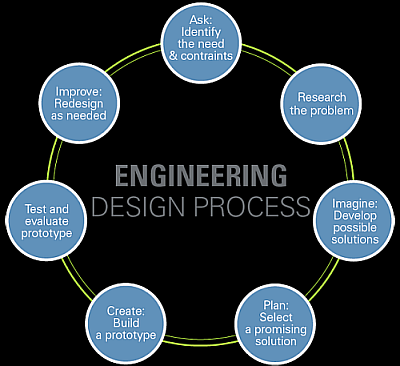 Ask:
Identify
the need
& contraints
Research
the problem
Imagine:
Develop
possible
solutions
Plan:
Select
a promising
solution
Create:
Build
a prototype
Test and
evaluate
prototype
Improve:
Redesign
as needed
ENGINEERING
DESIGN PROCESS